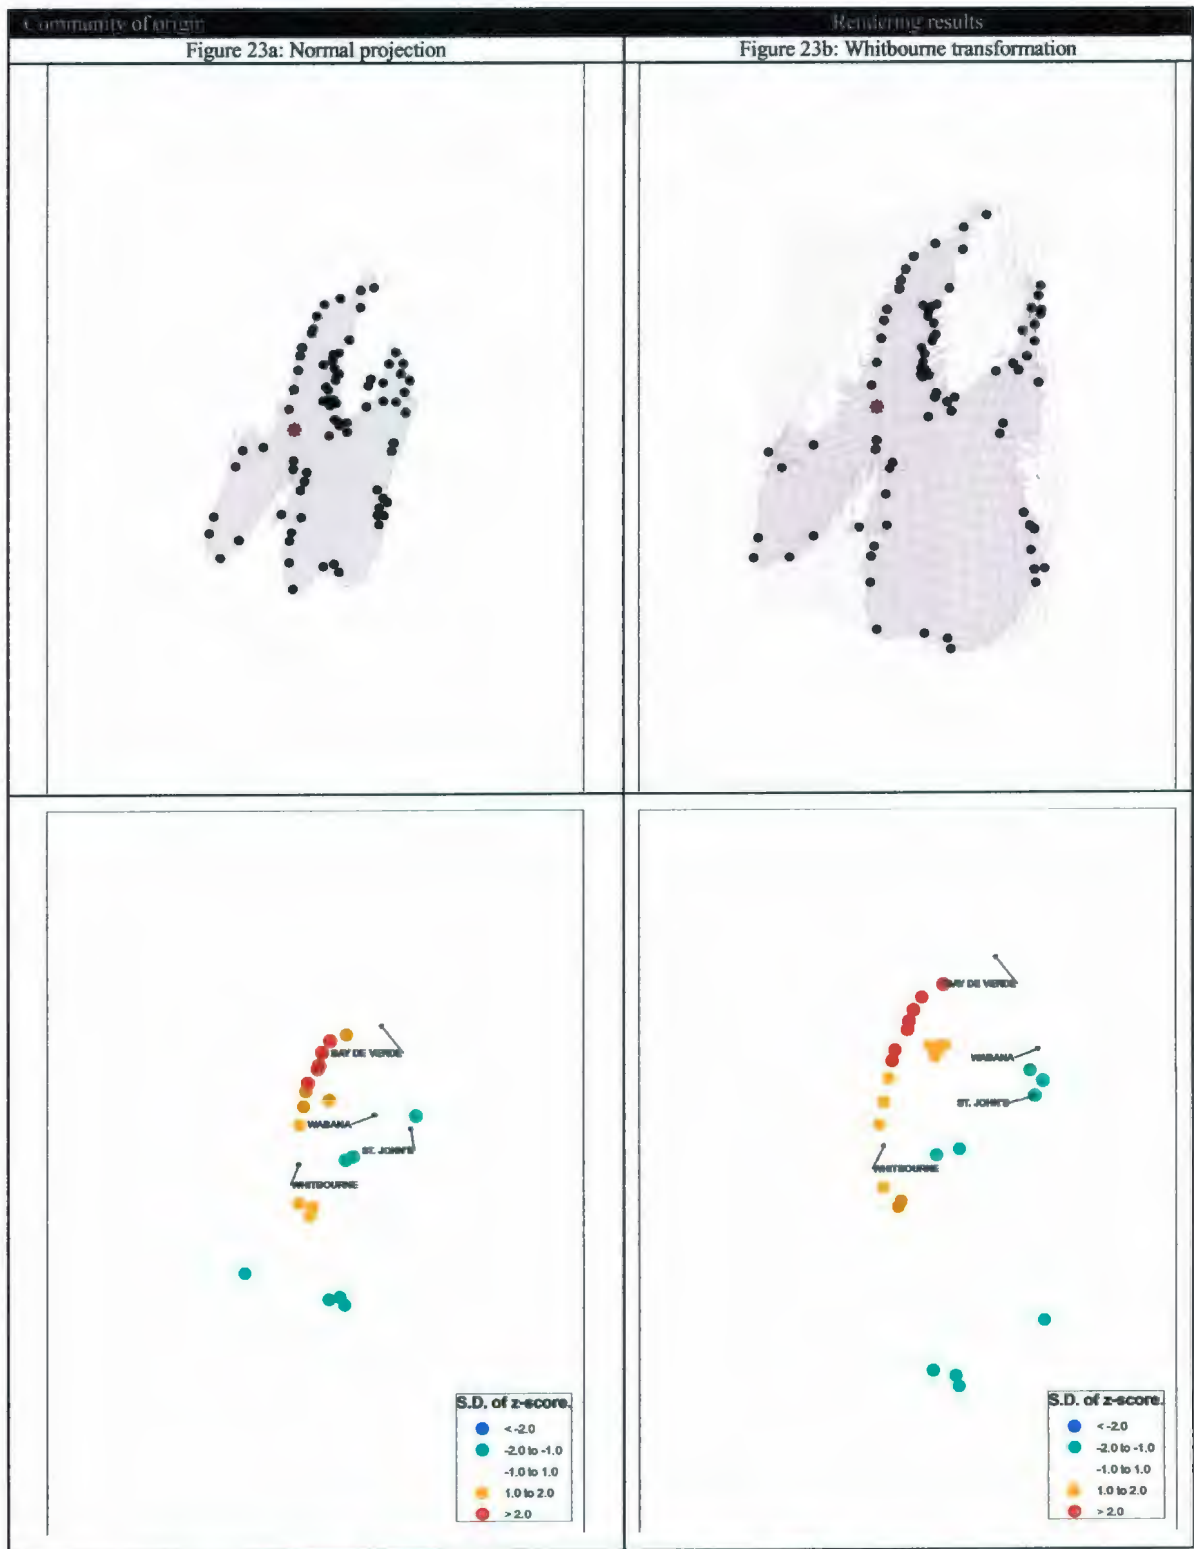 Community of origin Rendering results
Figure 23a: Normal projection Figure 23b: Whitbourne transformation
BAY DE VERDE
WABANA
ST. JOHN'S
WHITBOURNE
S.D. of z-score.
< -2.0
-2.0 to -1.0
-1.0 to 1.0
1.0 to 2.0
> 2.0
BAY DE VERDE
WABANA
ST. JOHN'S
WHITBOURNE
S.D. of z-score.
< -2.0
-2.0 to -1.0
-1.0 to 1.0
1.0 to 2.0
> 2.0